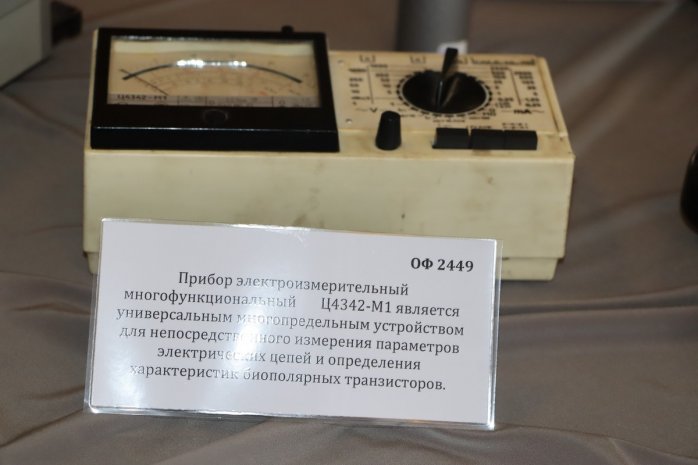 Ц4342-М1
V
mA
ОФ 2449
Прибор электроизмерительный
многофункциональный Ц4342-М1 является
универсальным многопредельным устройством
для непосредственного измерения параметров
электрических цепей и определения
характеристик биополярных транзисторов.